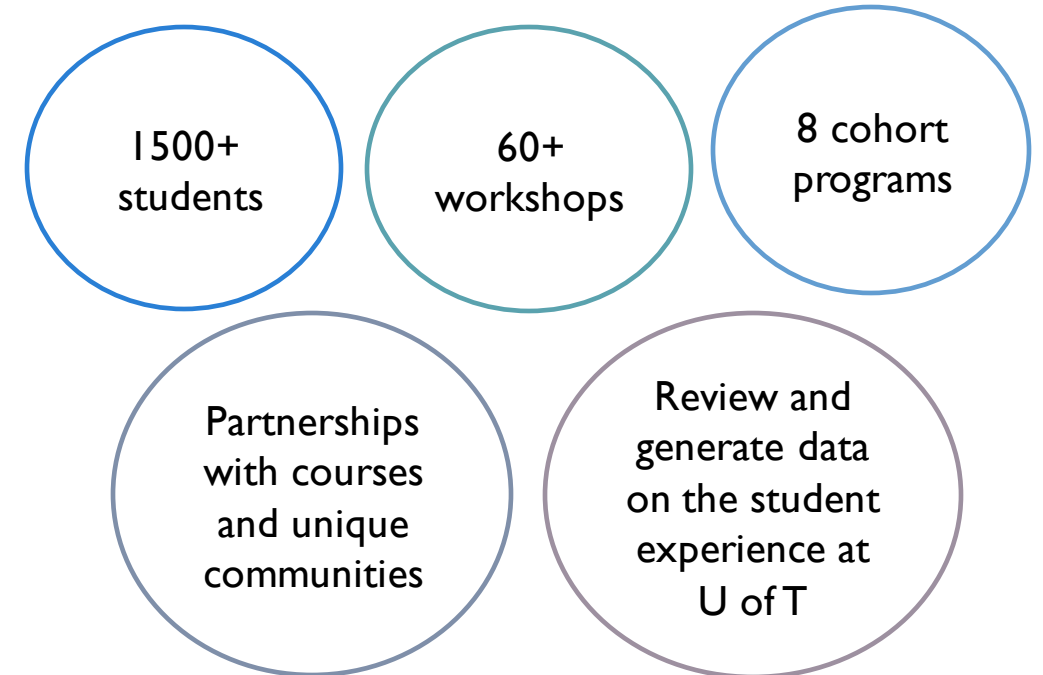 1500+
students
60+
workshops
8 cohort
programs
Partnerships
with courses
and unique
communities
Review and
generate data
on the student
experience at
U of T